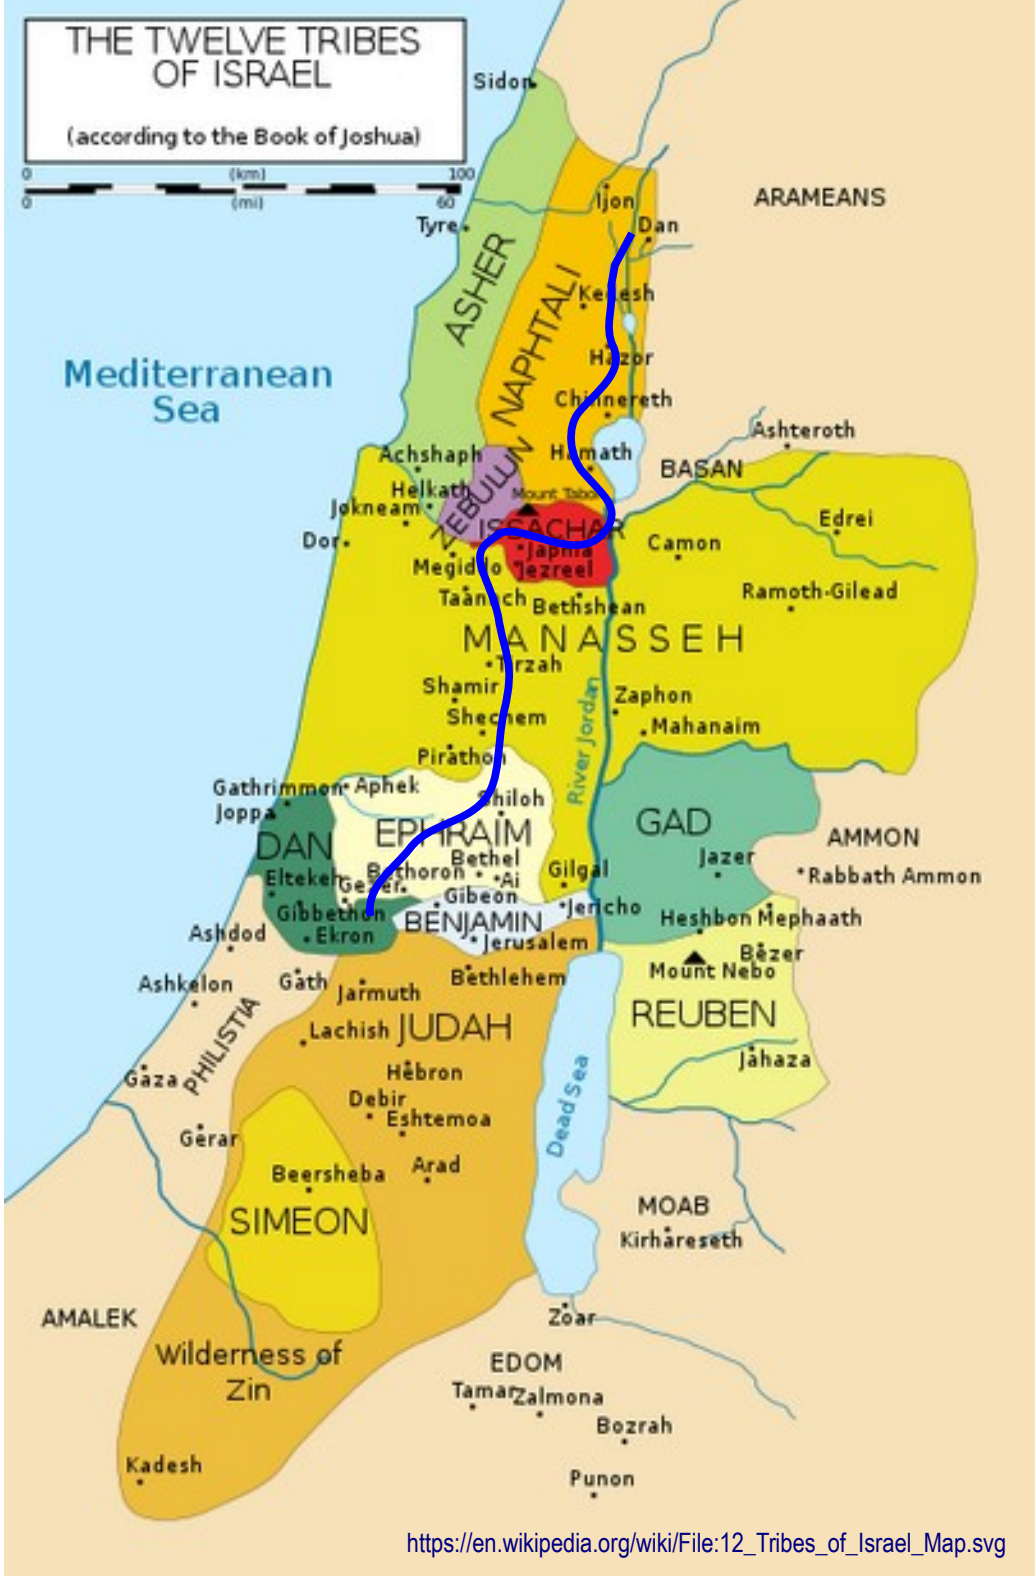 THE TWELVE TRIBES
OF ISRAEL
(according to the Book of Joshua)
0 (km) 100
0 (mi) 60
Sidon
ARAMEANS
Ijon
Tyre
Dan
ASHER
NAPHTALI
Kedesh
Mediterranean
Sea
Hazor
Chinnereth
Ashteroth
Achshaph
Hamath
BASAN
Helkath
NEBULUN
Mount Tabor
Jokneam
ISSACHAR
Edrei
Dor
Japhia
Camon
Megiddo
Jezreel
Taanach
Bethshean
Ramoth-Gilead
MANASSEH
Tirzah
Shamir
Zaphon
River Jordan
Shechem
Mahanaim
Pirathon
Gathrimmon
Aphek
Shiloh
Joppa
GAD
DAN
EPHRAIM
AMMON
Bethel
Jazer
Bethoron
Gilgal
Rabbath Ammon
Eltekeh
Gezer
Ai
Gibeon
Gibbethon
BENJAMIN
Jericho
Heshbon
Mephaath
Ashdod
Ekron
Jerusalem
Bezer
Mount Nebo
Ashkelon
Gath
Jarmuth
Bethlehem
REUBEN
PHILISTIA
Lachish
JUDAH
Jahaza
Gaza
Hebron
Debir
Eshtemoa
Dead Sea
Gerar
Beersheba
Arad
SIMEON
MOAB
Kirhareseth
AMALEK
Zoar
Wilderness of
Zin
EDOM
Tamar
Zalmona
Bozrah
Kadesh
Punon
https://en.wikipedia.org/wiki/File:12_Tribes_of_Israel_Map.svg